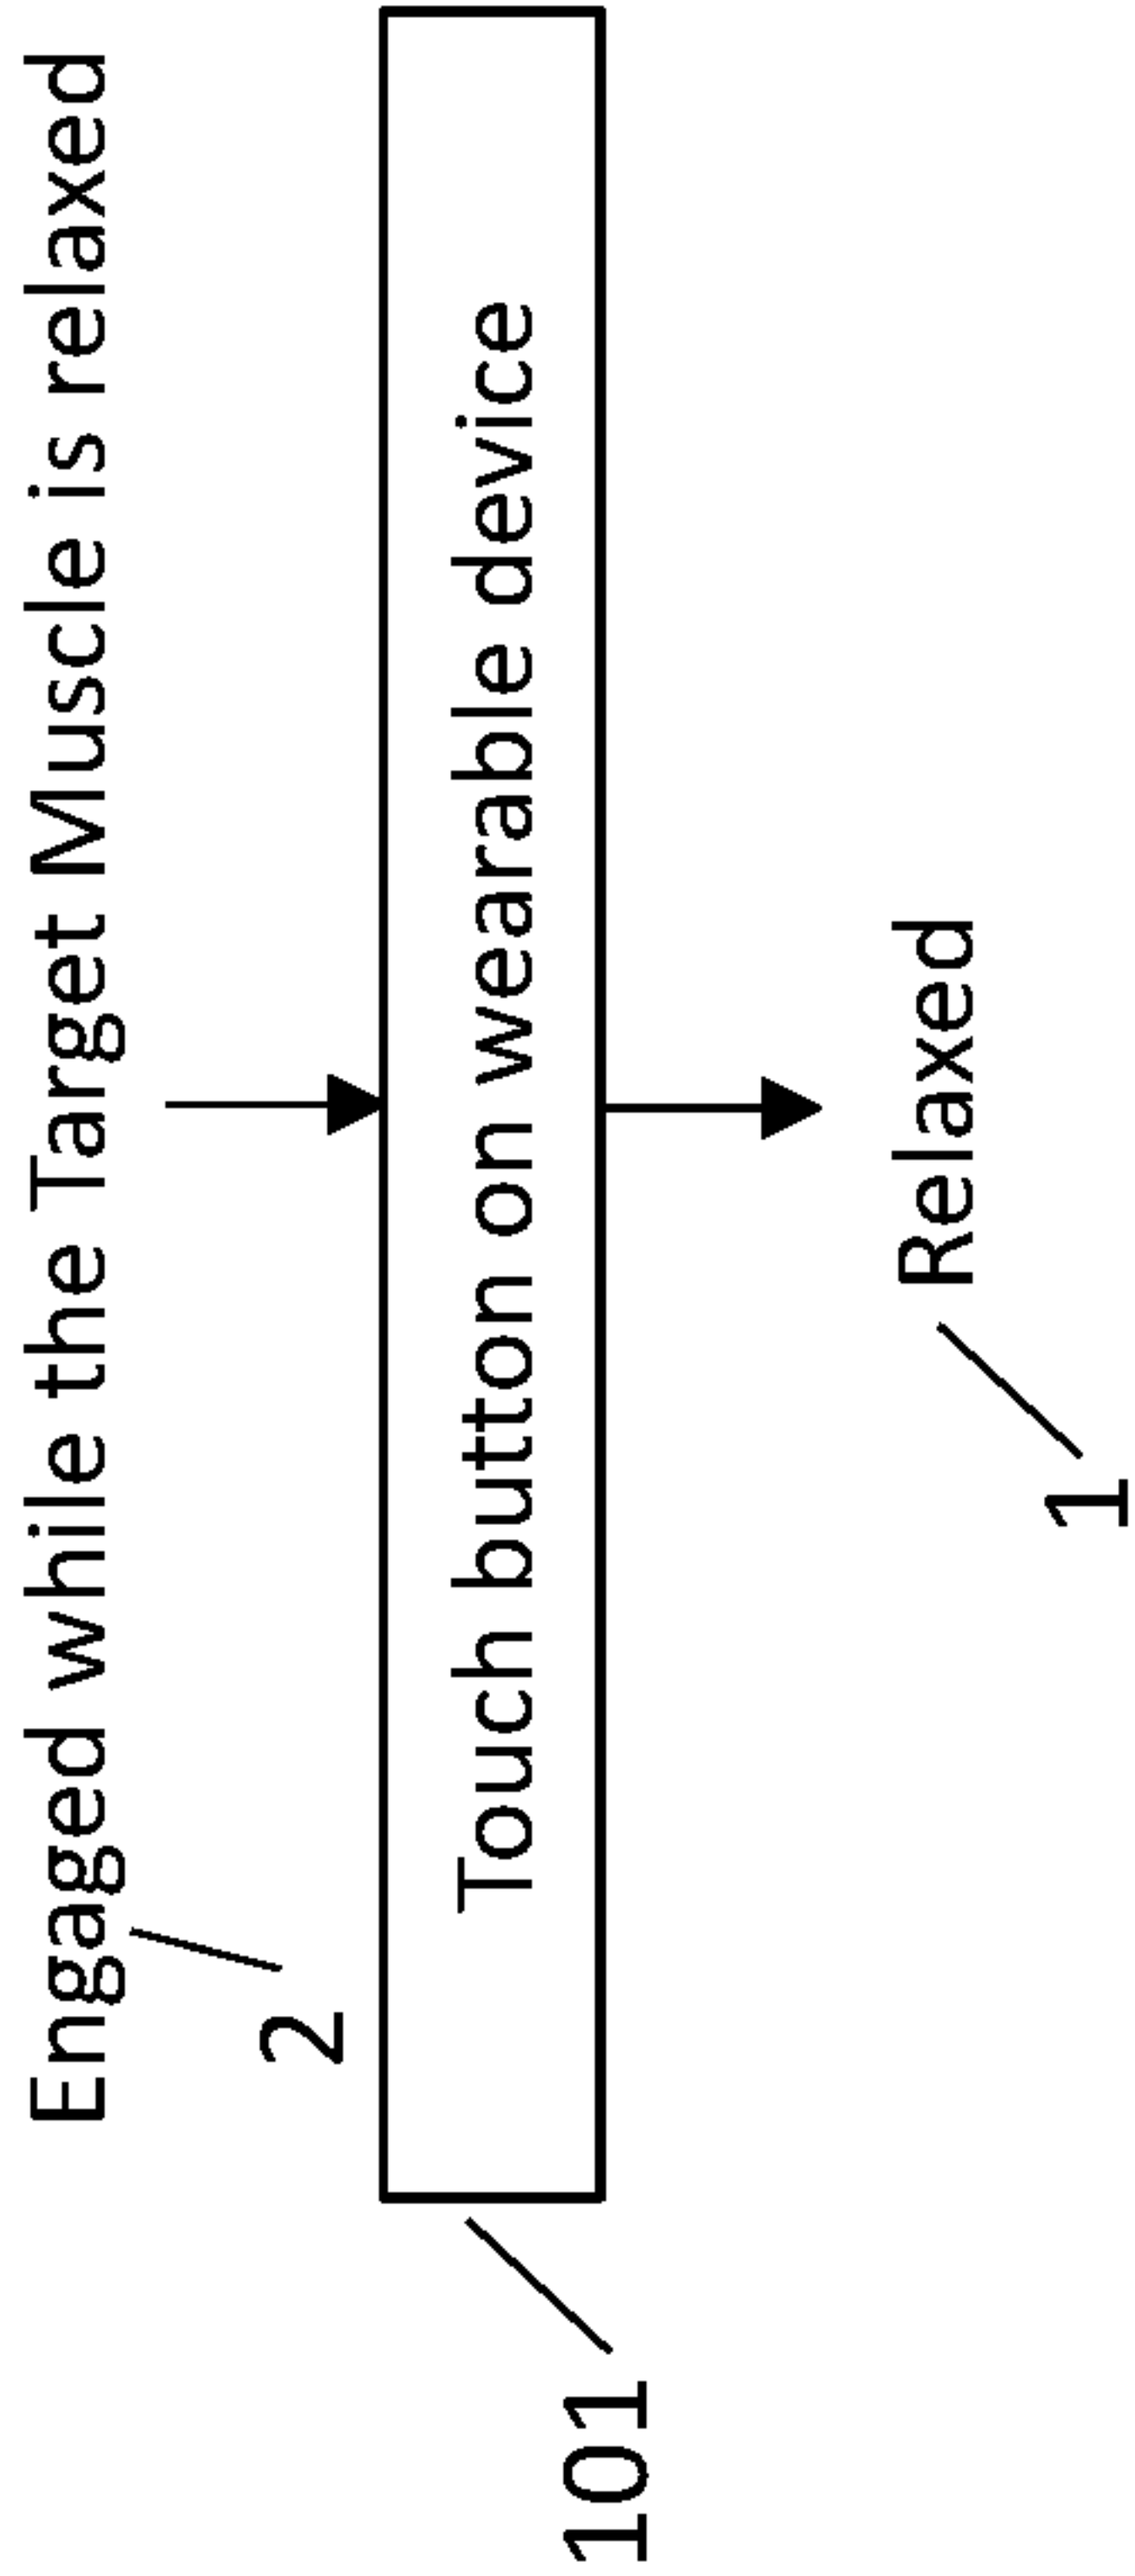 Engaged while the Target Muscle is relaxed
2
Touch button on wearable device
101
Relaxed
1